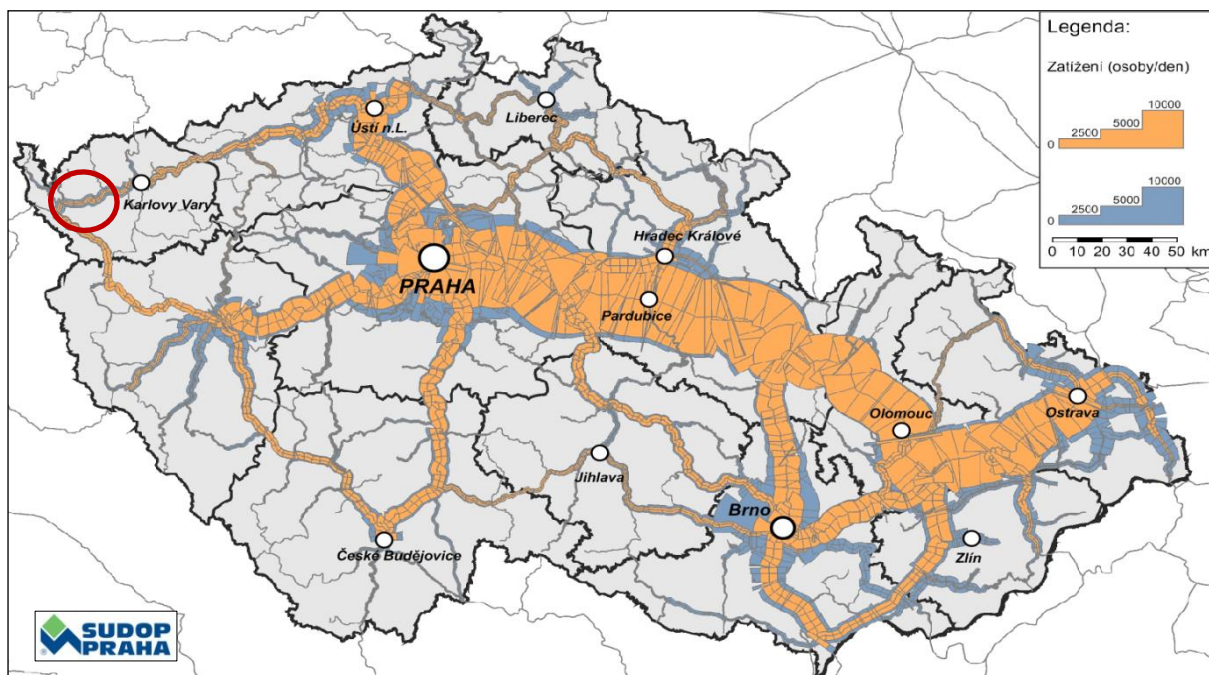 Legenda:
Zatížení (osoby/den)
10000
5000
2500
0
10000
5000
2500
0
0 10 20 30 40 50 km
Ústí n.L.
Liberec
Karlovy Vary
Hradec Králové
PRAHA
Pardubice
Olomouc
Ostrava
Jihlava
Brno
Zlín
České Budějovice
SUDOP
PRAHA